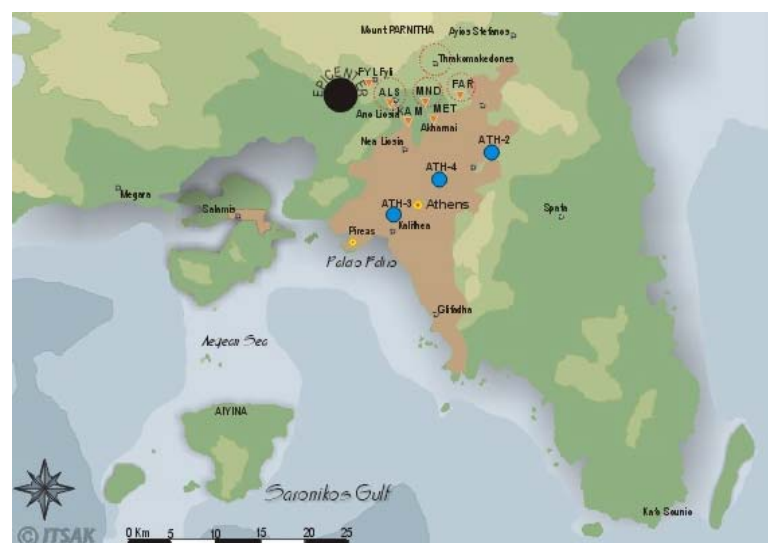 Mount PARNITHA
Ayios Stefanos
Thrakomakedones
EPICENTER
FYL Fyli
ALS
MND
FAR
Ano Liosia
KAM
MET
Akharnai
Nea Liosia
ATH-2
ATH-4
Megara
Salamis
ATH-3
Athens
Spata
Pireas
Kalithea
Palaio Faliro
Glifadha
Aegean Sea
AIYINA
Saronikos Gulf
Kato Sounio
© ITSAK
0 Km 5 10 15 20 25